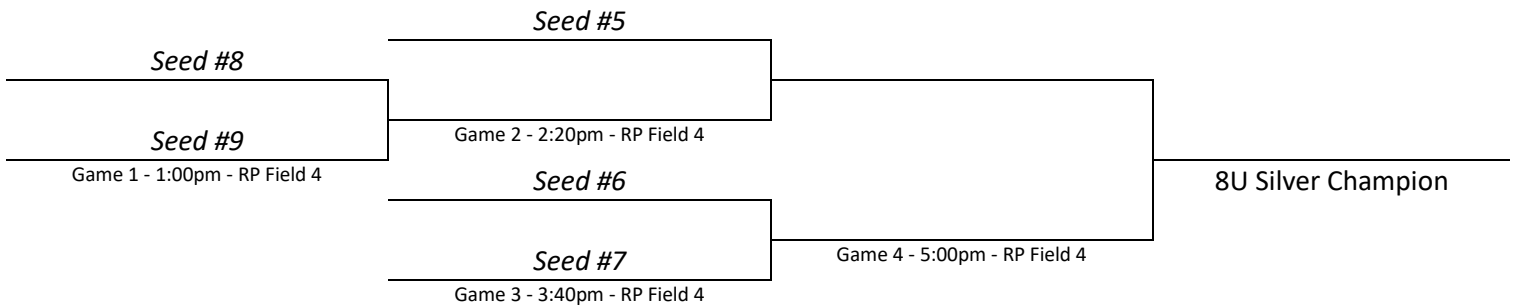 Seed #5
Seed #8
Game 2 - 2:20pm - RP Field 4
Seed #9
Game 1 - 1:00pm - RP Field 4
Seed #6
8U Silver Champion
Game 4 - 5:00pm - RP Field 4
Seed #7
Game 3 - 3:40pm - RP Field 4